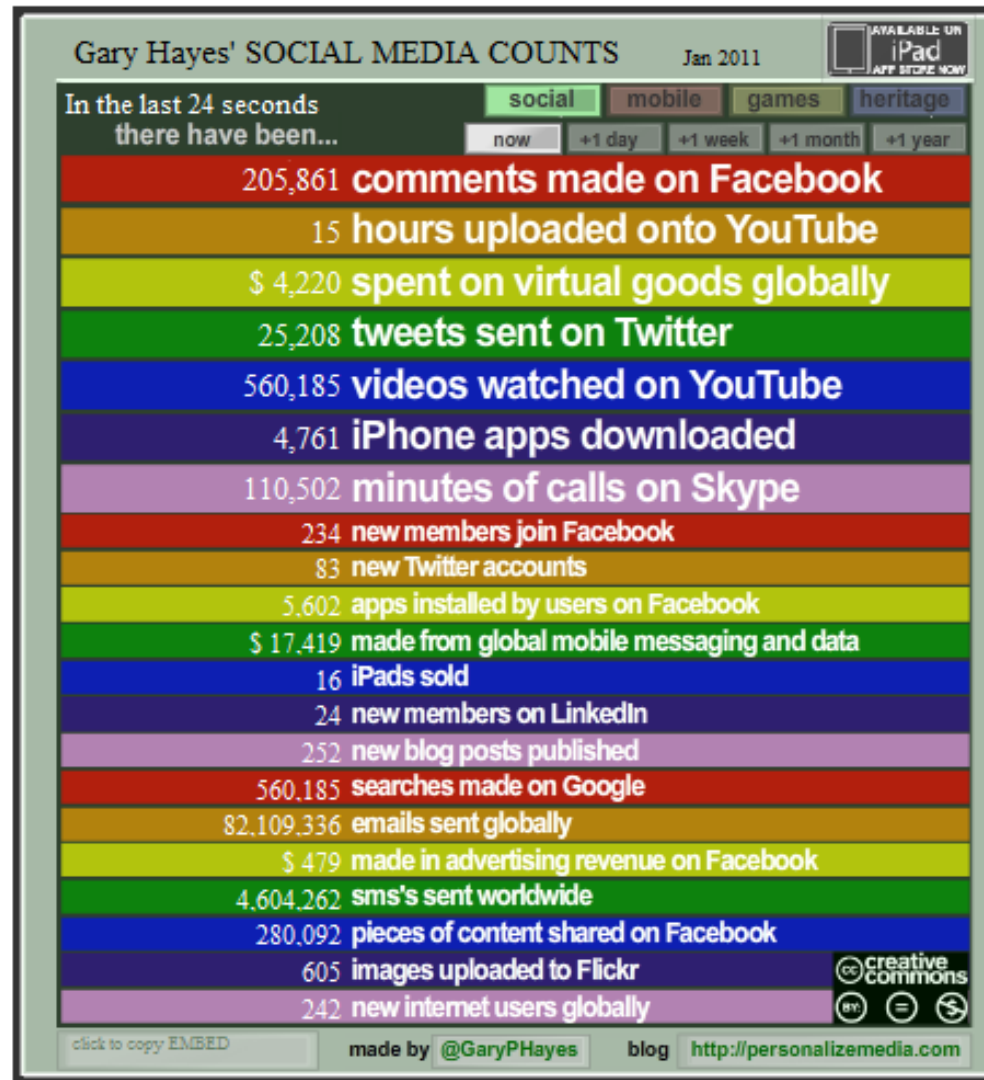 Gary Hayes' SOCIAL MEDIA COUNTS Jan 2011
AVAILABLE ON
iPad
APP STORE NOW
In the last 24 seconds
there have been...
social mobile games heritage
now +1 day +1 week +1 month +1 year
205,861 comments made on Facebook
15 hours uploaded onto YouTube
$ 4,220 spent on virtual goods globally
25,208 tweets sent on Twitter
560,185 videos watched on YouTube
4,761 iPhone apps downloaded
110,502 minutes of calls on Skype
234 new members join Facebook
83 new Twitter accounts
5,602 apps installed by users on Facebook
$ 17,419 made from global mobile messaging and data
16 iPads sold
24 new members on LinkedIn
252 new blog posts published
560,185 searches made on Google
82,109,336 emails sent globally
$ 479 made in advertising revenue on Facebook
4,604,262 sms's sent worldwide
280,092 pieces of content shared on Facebook
605 images uploaded to Flickr
242 new internet users globally
cc creative
commons
BY:
click to copy EMBED made by @GaryPHayes blog http://personalizemedia.com